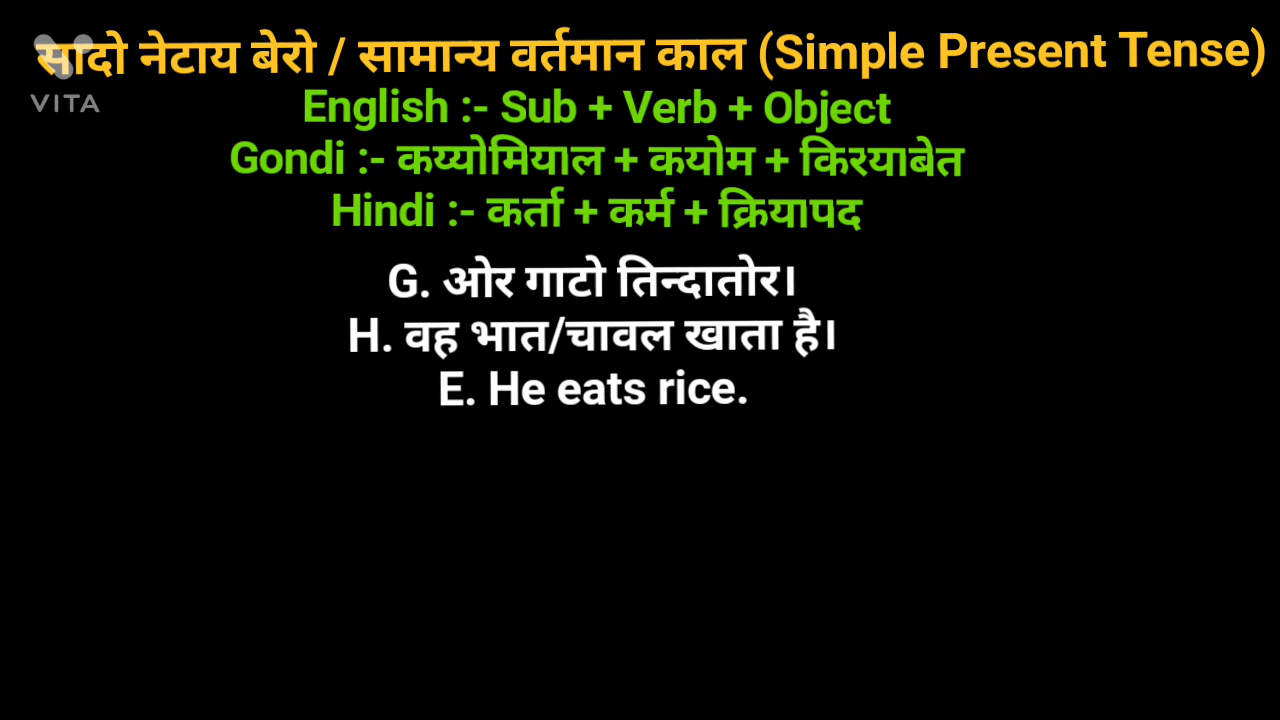 सादो नेटाय बेरो / सामान्य वर्तमान काल (Simple Present Tense)
VITA
English :- Sub + Verb + Object
Gondi :- कय्योमियाल + कयोम + किरयाबेत
Hindi :- कर्ता + कर्म + क्रियापद
G. ओर गाटो तिन्दातोर।
H. वह भात/चावल खाता है।
E. He eats rice.